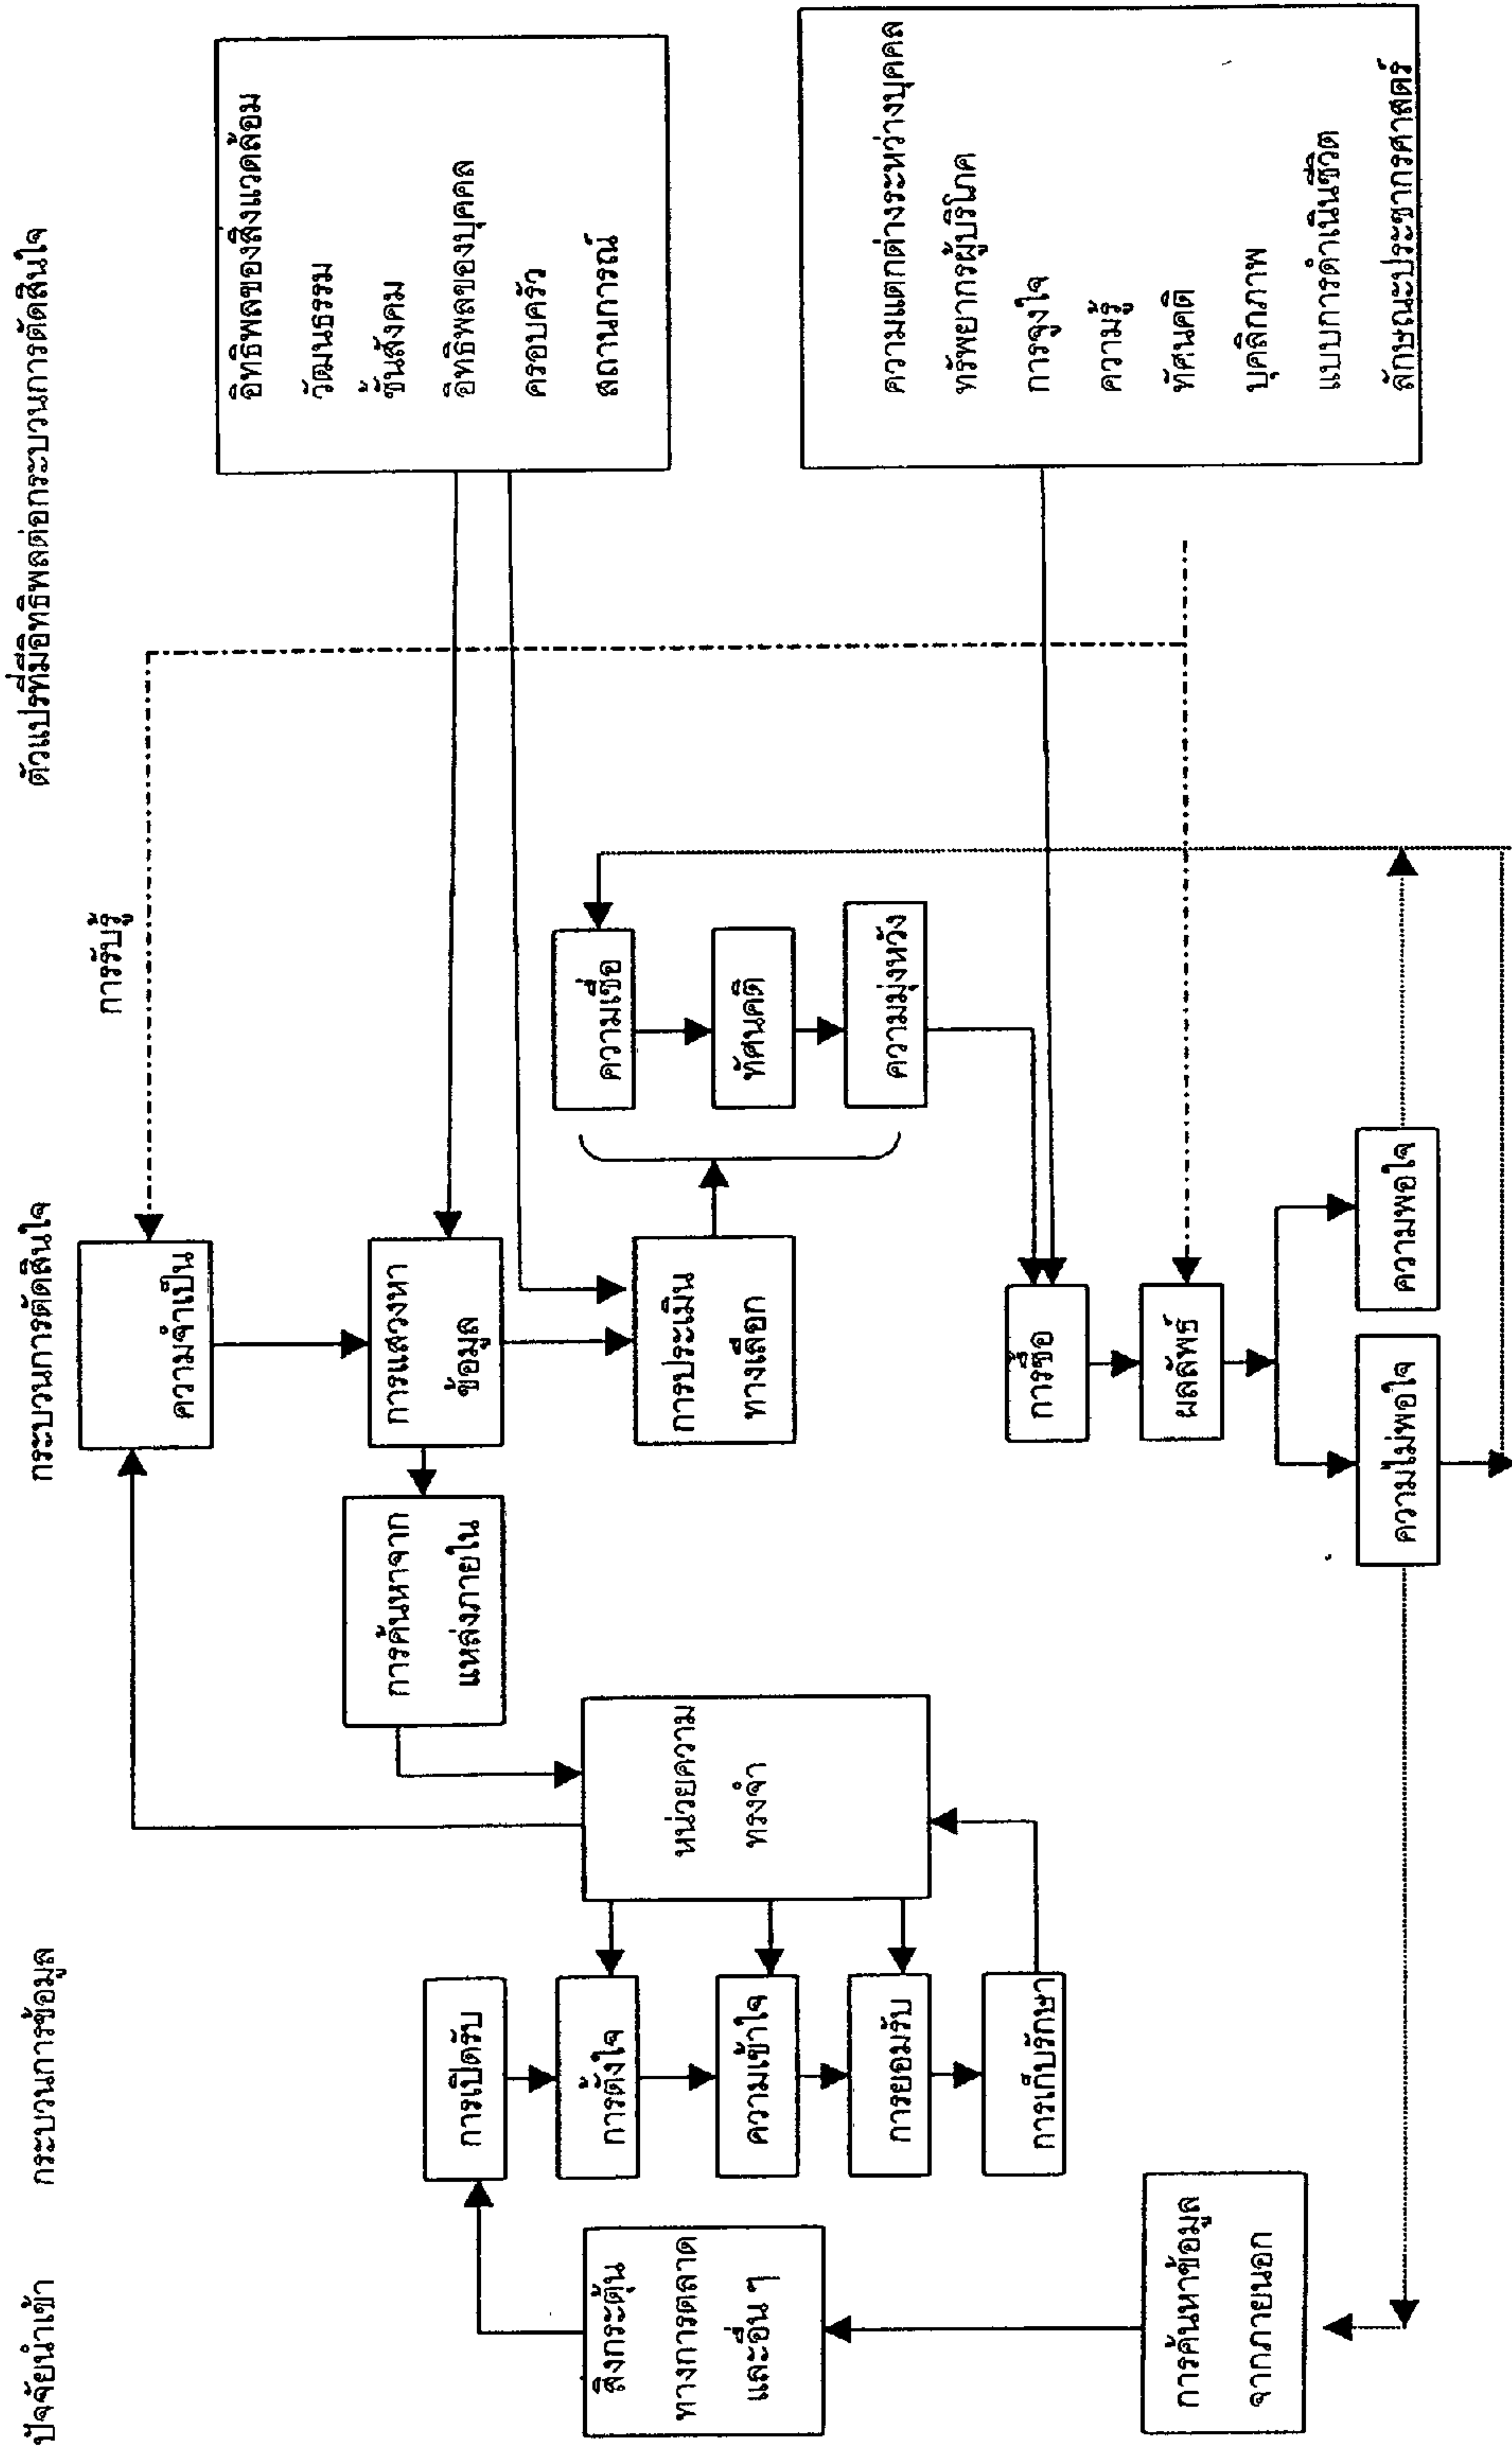 ปัจจัยนำเข้า
กระบวนการข้อมูล
กระบวนการตัดสินใจ
ตัวแปรที่มีอิทธิพลต่อกระบวนการตัดสินใจ
สิ่งกระตุ้น
ทางการตลาด
และอื่น ๆ
การค้นหาข้อมูล
จากภายนอก
การเปิดรับ
การตั้งใจ
ความเข้าใจ
การยอมรับ
การเก็บรักษา
หน่วยความ
ทรงจำ
การค้นหาจาก
แหล่งภายใน
ความจำเป็น
การแสวงหา
ข้อมูล
การประเมิน
ทางเลือก
การซื้อ
ผลลัพธ์
ความไม่พอใจ
ความพอใจ
การรับรู้
ความเชื่อ
ทัศนคติ
ความมุ่งหวัง
อิทธิพลของสิ่งแวดล้อม
วัฒนธรรม
ชั้นสังคม
อิทธิพลของบุคคล
ครอบครัว
สถานการณ์
ความแตกต่างระหว่างบุคคล
ทรัพยากรผู้บริโภค
การจูงใจ
ความรู้
ทัศนคติ
บุคลิกภาพ
แบบการดำเนินชีวิต
ลักษณะประชากรศาสตร์